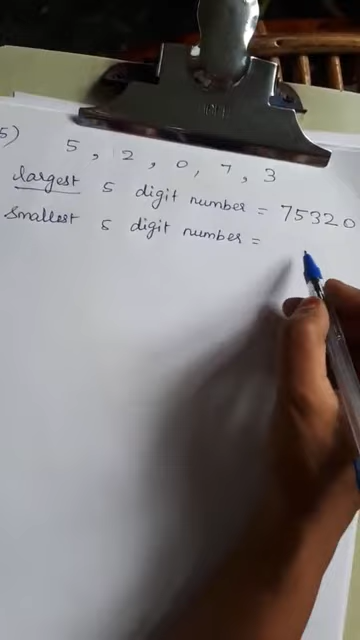 5)
5, 2, 0, 7, 3
largest 5 digit number = 75320
Smallest 5 digit number =